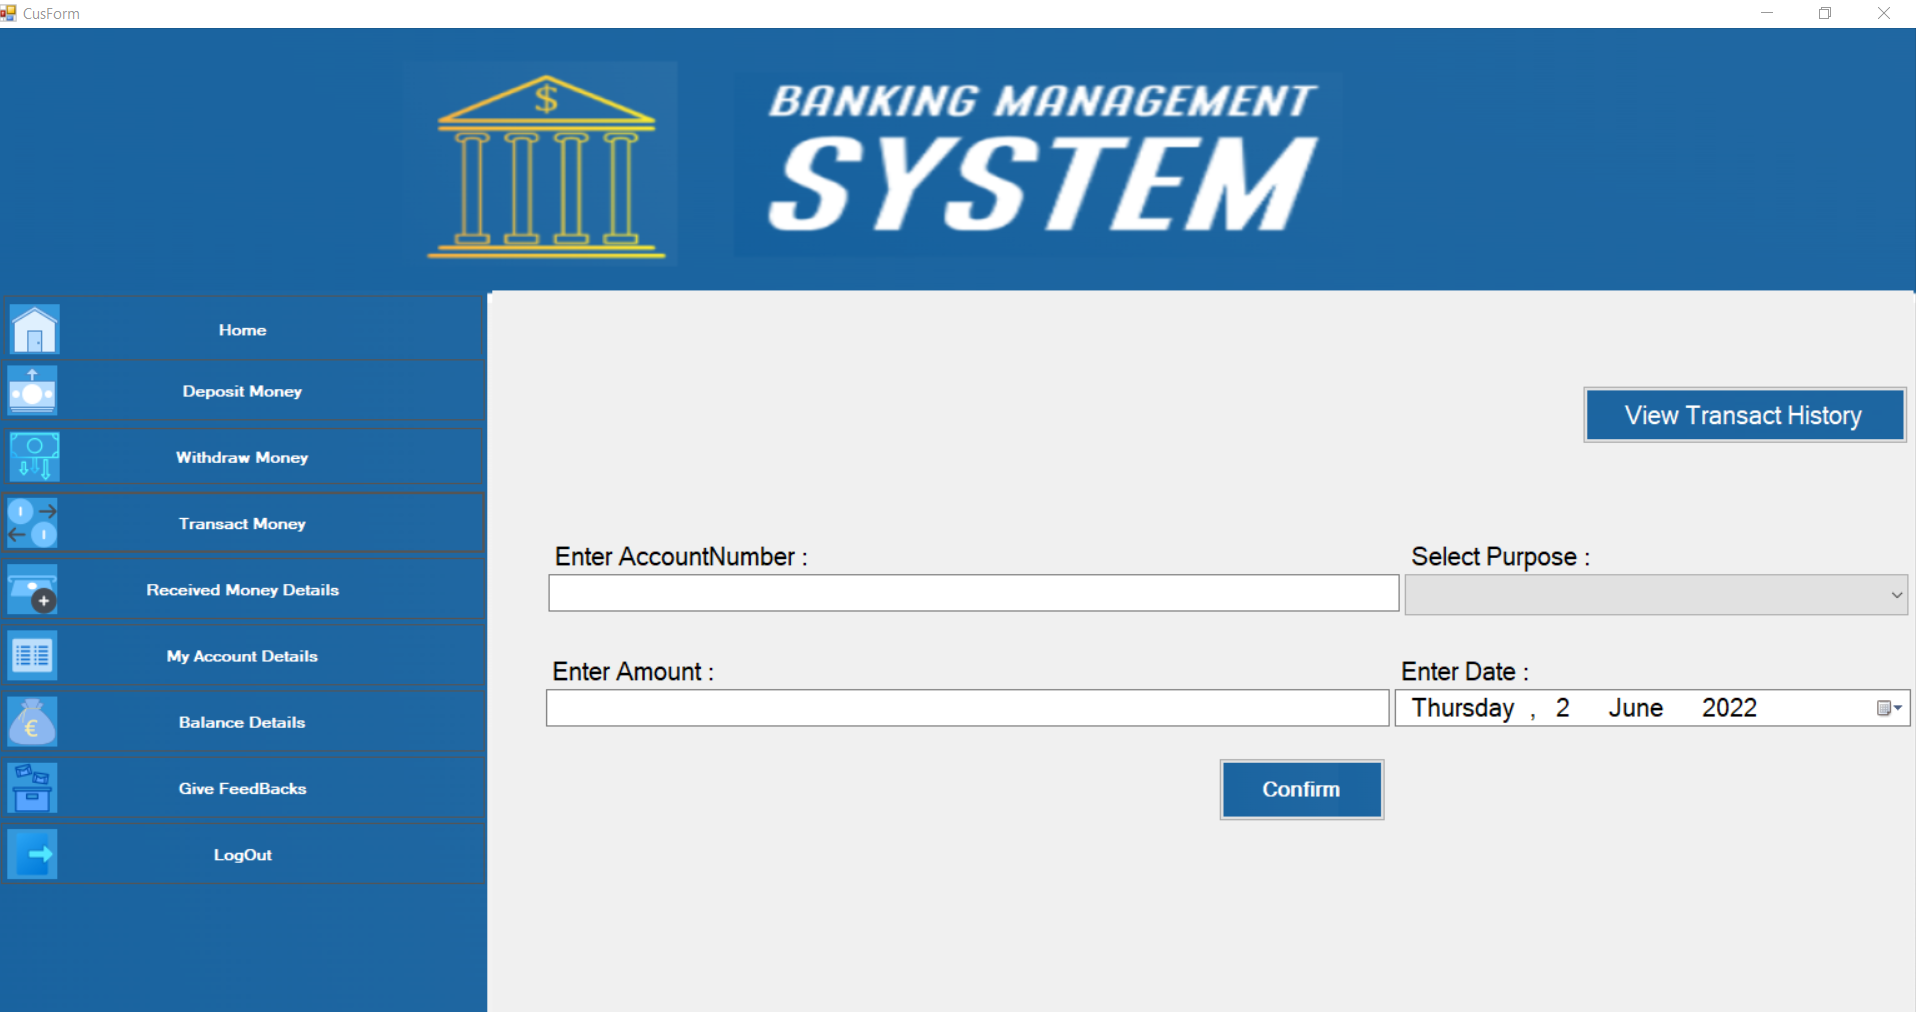 CusForm
$
BANKING MANAGEMENT
SYSTEM
Home
Deposit Money
Withdraw Money
Transact Money
Received Money Details
My Account Details
€
Balance Details
Give FeedBacks
LogOut
View Transact History
Enter AccountNumber :
Select Purpose :
Enter Amount :
Enter Date :
Thursday , 2 June 2022
Confirm